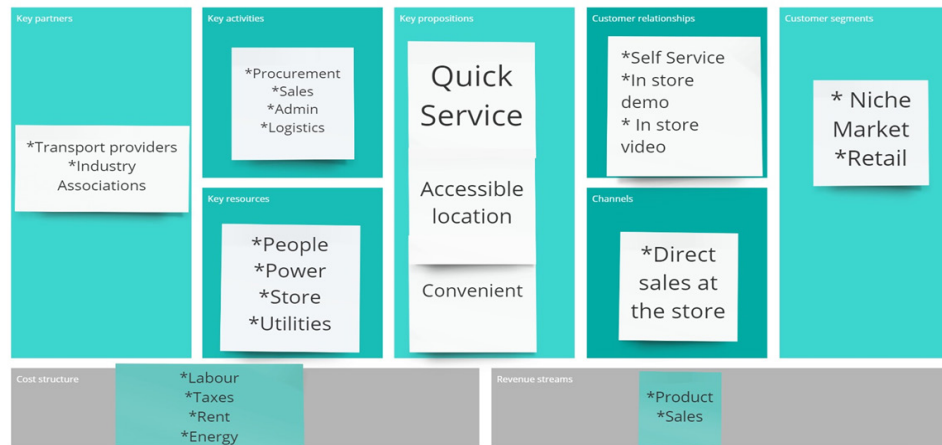 Key partners
*Transport providers
*Industry
Associations
Key activities
*Procurement
*Sales
*Admin
*Logistics
Key resources
*People
*Power
*Store
*Utilities
Key propositions
Quick
Service
Accessible
location
Convenient
Customer relationships
*Self Service
*In store
demo
* In store
video
Channels
*Direct
sales at
the store
Customer segments
* Niche
Market
*Retail
Cost structure
*Labour
*Taxes
*Rent
*Energy
Revenue streams
*Product
*Sales